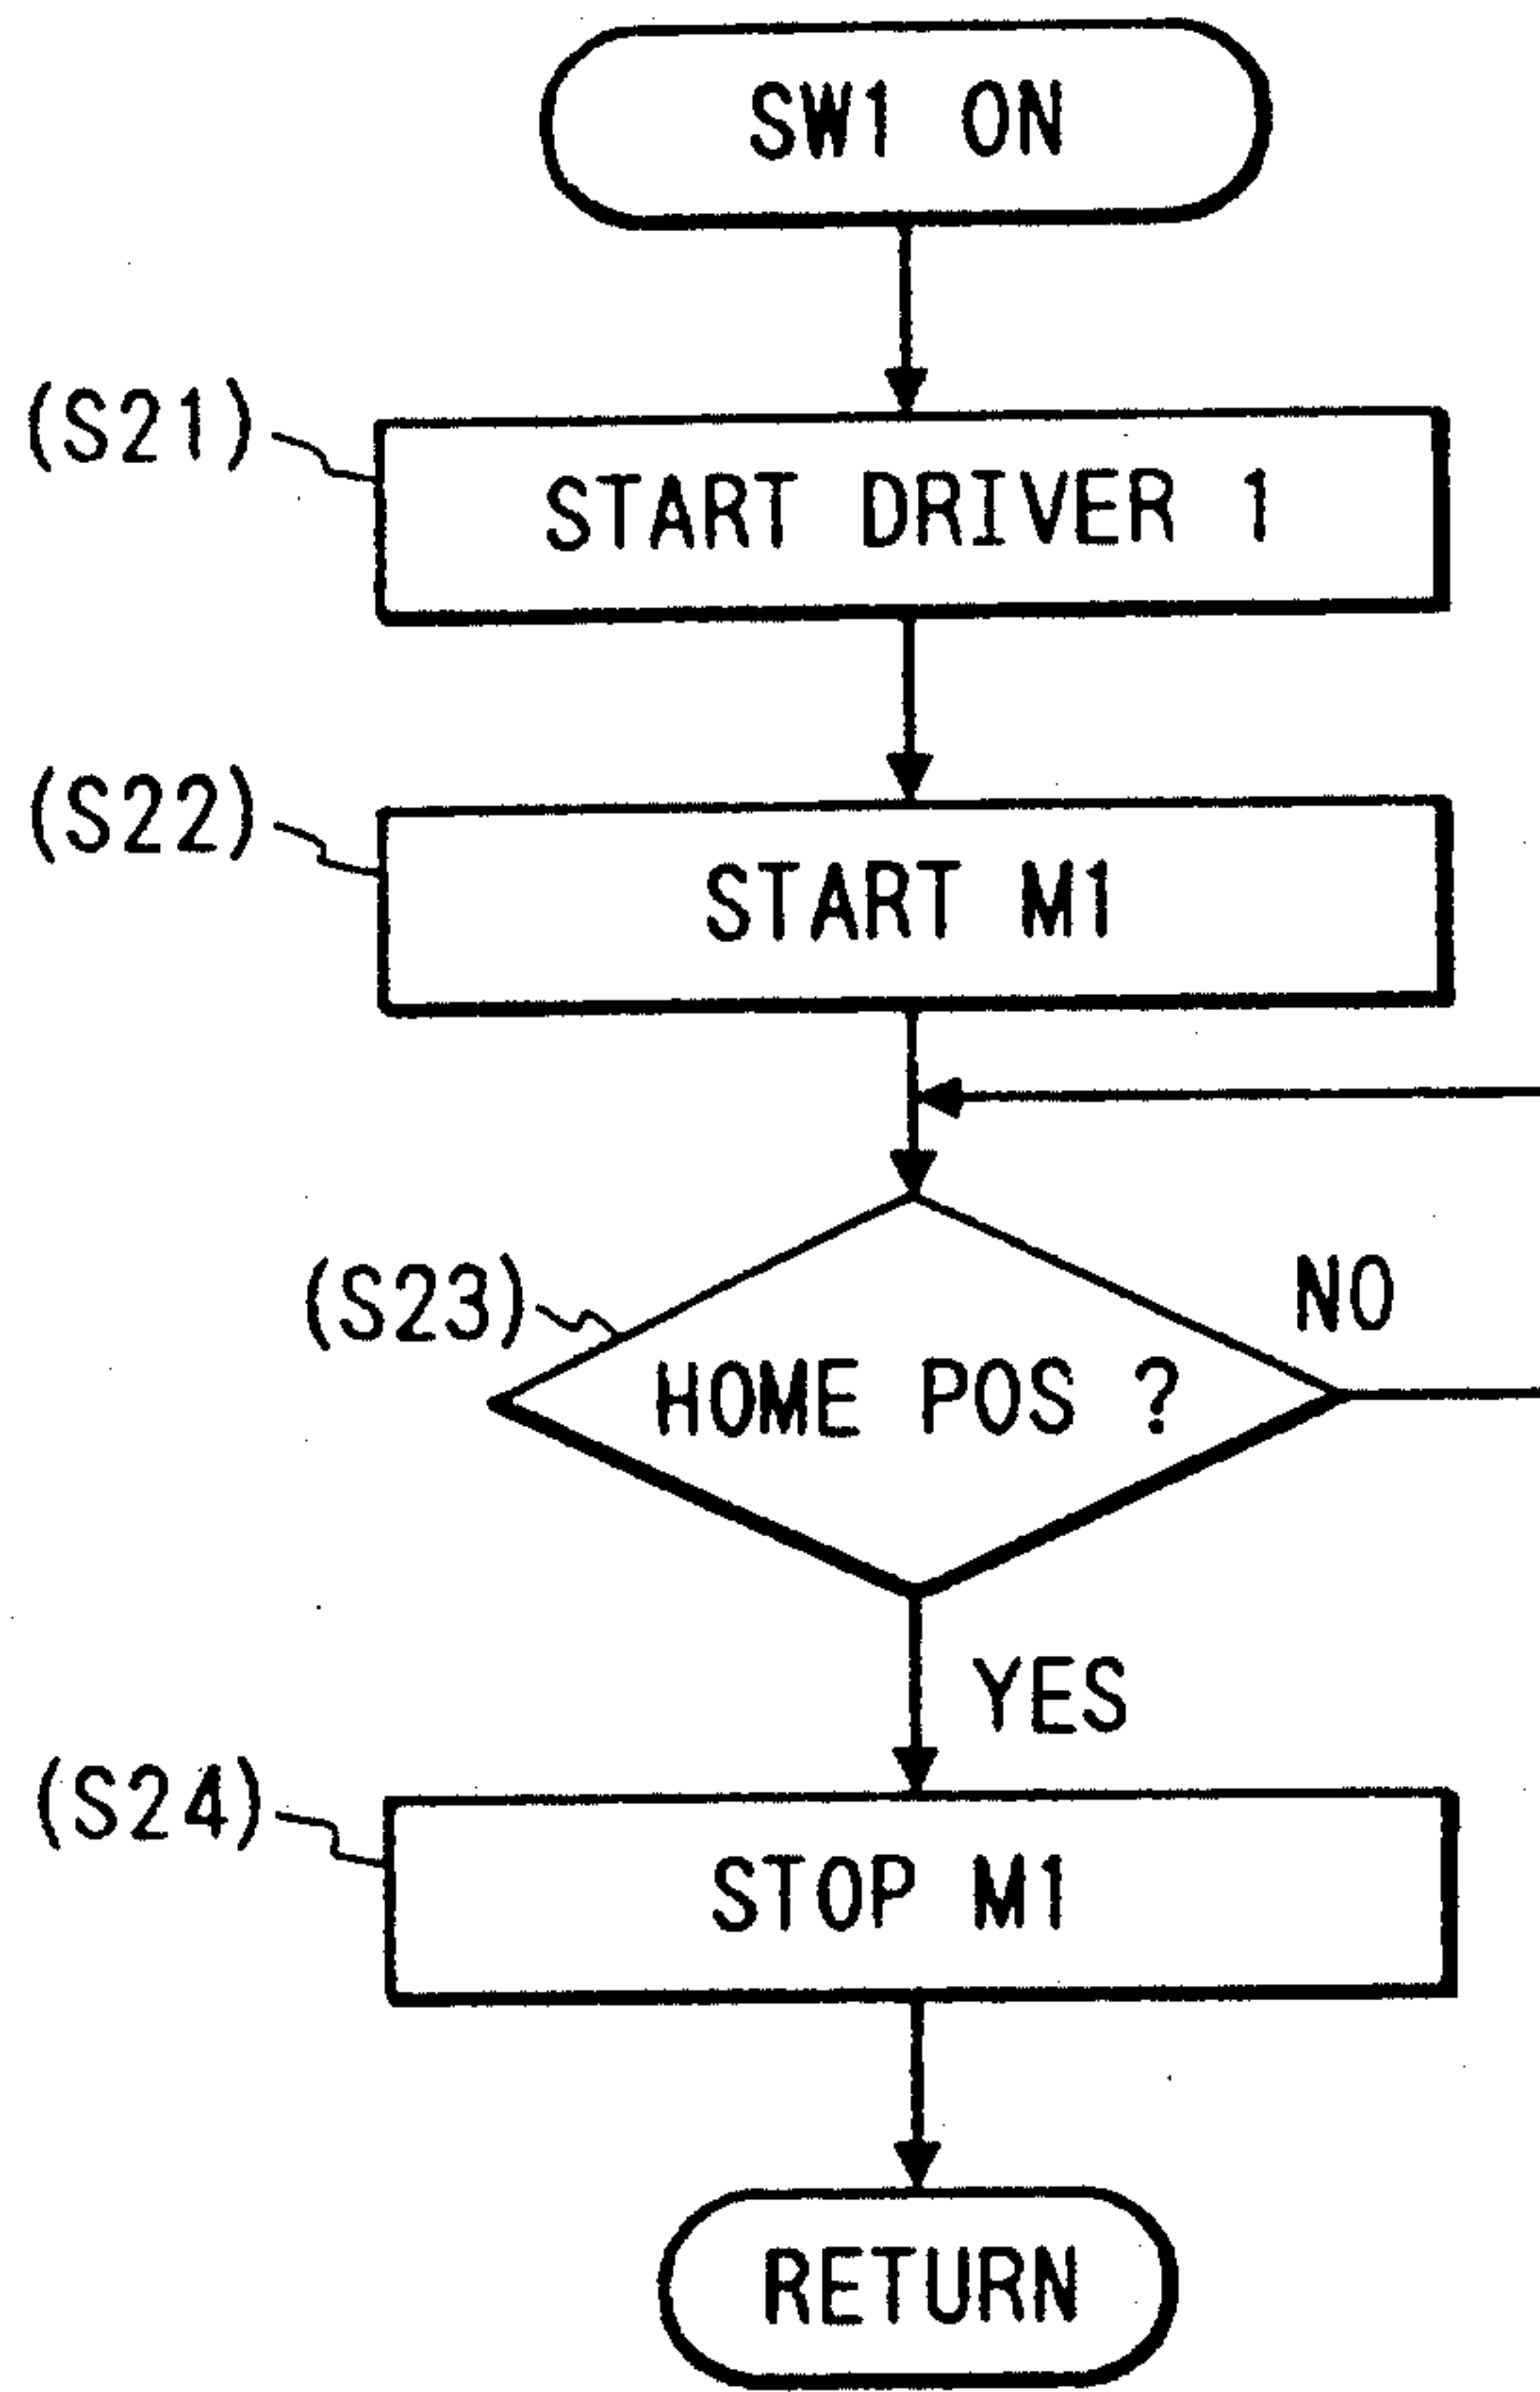 SW1 ON
(S21)
START DRIVER 1
(S22)
START M1
(S23)
NO
HOME POS ?
YES
(S24)
STOP M1
RETURN